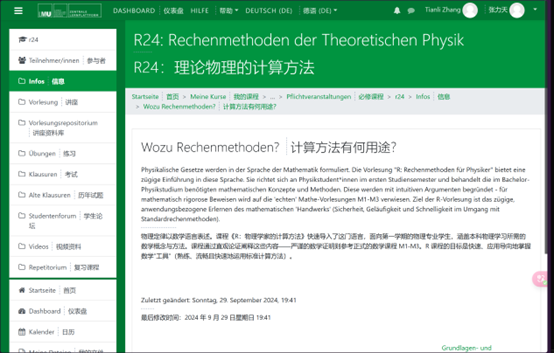 LMU ZENTRALE LERNPLATTFORM DASHBOARD 仪表盘 HILFE 帮助 DEUTSCH (DE) 德语 (DE) Tianli Zhang 张力天
R24: Rechenmethoden der Theoretischen Physik
R24：理论物理的计算方法
Startseite 首页 > Meine Kurse 我的课程 > ... > Pflichtveranstaltungen 必修课程 > r24 > Infos 信息
> Wozu Rechenmethoden? 计算方法有何用途?
r24
Teilnehmer/innen 参与者
Infos 信息
Vorlesung 讲座
Vorlesungsrepositorium
讲座资料库
Übungen 练习
Klausuren 考试
Alte Klausuren 历年试题
Studentenforum 学生论
坛
Videos 视频资料
Repetitorium 复习课程
Startseite 首页
Dashboard 仪表盘
Kalender 日历
Wozu Rechenmethoden? 计算方法有何用途?
Physikalische Gesetze werden in der Sprache der Mathematik formuliert. Die Vorlesung "R: Rechenmethoden für Physiker" bietet eine
zügige Einführung in diese Sprache. Sie richtet sich an Physikstudent*innen im ersten Studiensemester und behandelt die im Bachelor-
Physikstudium benötigten mathematischen Konzepte und Methoden. Diese werden mit intuitiven Argumenten begründet - für
mathematisch rigorose Beweisen wird auf die 'echten' Mathe-Vorlesungen M1-M3 verwiesen. Ziel der R-Vorlesung ist das zügige,
anwendungsbezogene Erlernen des mathematischen 'Handwerks' (Sicherheit, Geläufigkeit und Schnelligkeit im Umgang mit
Standardrechenmethoden).
物理定律以数学语言表述。课程《R：物理学家的计算方法》快速导入了这门语言，面向第一学期的物理专业学生，涵盖本科物理学习所需的
数学概念与方法。课程通过直观论证阐释这些内容——严谨的数学证明则参考正式的数学课程 M1-M3。R 课程的目标是快速、应用导向地掌握
数学"工具"（熟练、流畅且快速地运用标准计算方法）。
Zuletzt geändert: Sonntag, 29. September 2024, 19:41
最后修改时间：2024 年 9 月 29 日星期日 19:41
Grundlagen- und